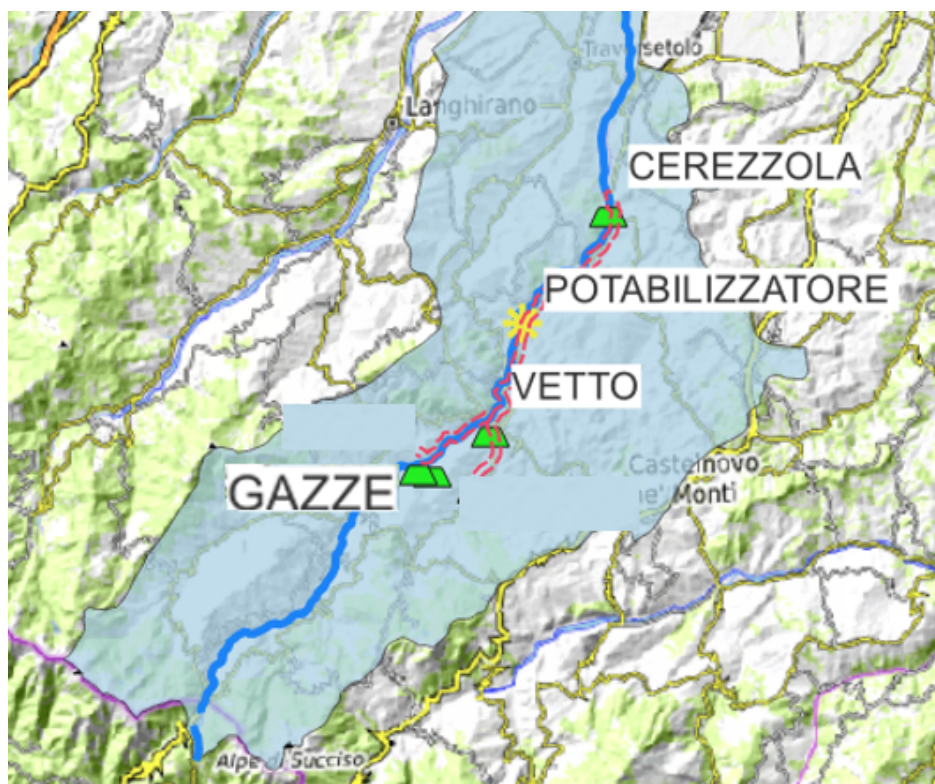 Traversetolo
Langhirano
CEREZZOLA
POTABILIZZATORE
VETTO
Castelnovo
ne' Monti
GAZZE
Alpe di Succiso